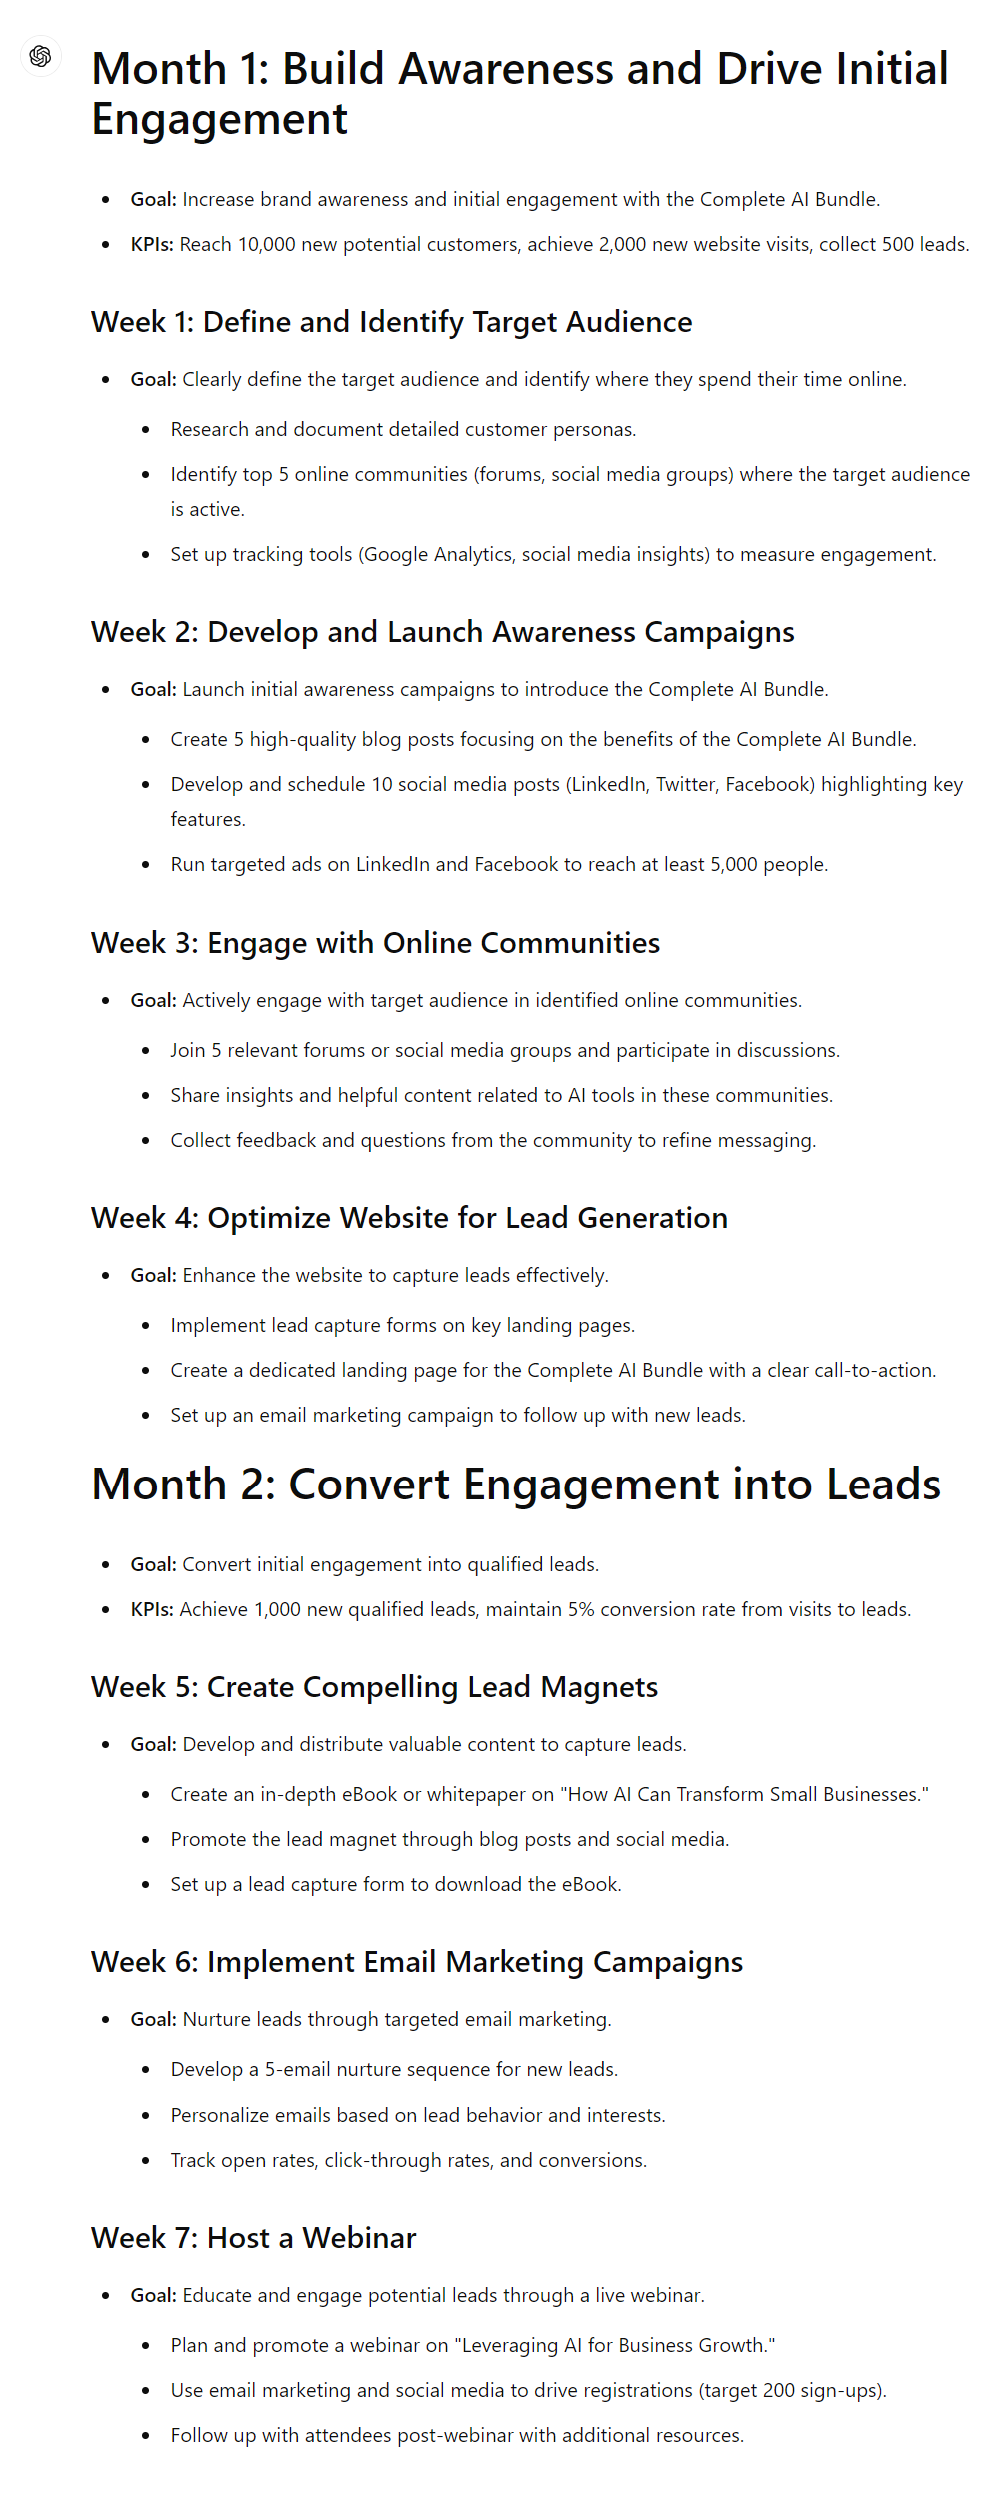 Month 1: Build Awareness and Drive Initial
Engagement
• Goal: Increase brand awareness and initial engagement with the Complete AI Bundle.
• KPIs: Reach 10,000 new potential customers, achieve 2,000 new website visits, collect 500 leads.
Week 1: Define and Identify Target Audience
• Goal: Clearly define the target audience and identify where they spend their time online.
• Research and document detailed customer personas.
• Identify top 5 online communities (forums, social media groups) where the target audience
is active.
• Set up tracking tools (Google Analytics, social media insights) to measure engagement.
Week 2: Develop and Launch Awareness Campaigns
• Goal: Launch initial awareness campaigns to introduce the Complete AI Bundle.
• Create 5 high-quality blog posts focusing on the benefits of the Complete AI Bundle.
• Develop and schedule 10 social media posts (LinkedIn, Twitter, Facebook) highlighting key
features.
• Run targeted ads on LinkedIn and Facebook to reach at least 5,000 people.
Week 3: Engage with Online Communities
• Goal: Actively engage with target audience in identified online communities.
• Join 5 relevant forums or social media groups and participate in discussions.
• Share insights and helpful content related to AI tools in these communities.
• Collect feedback and questions from the community to refine messaging.
Week 4: Optimize Website for Lead Generation
• Goal: Enhance the website to capture leads effectively.
• Implement lead capture forms on key landing pages.
• Create a dedicated landing page for the Complete AI Bundle with a clear call-to-action.
• Set up an email marketing campaign to follow up with new leads.
Month 2: Convert Engagement into Leads
• Goal: Convert initial engagement into qualified leads.
• KPIs: Achieve 1,000 new qualified leads, maintain 5% conversion rate from visits to leads.
Week 5: Create Compelling Lead Magnets
• Goal: Develop and distribute valuable content to capture leads.
• Create an in-depth eBook or whitepaper on "How AI Can Transform Small Businesses."
• Promote the lead magnet through blog posts and social media.
• Set up a lead capture form to download the eBook.
Week 6: Implement Email Marketing Campaigns
• Goal: Nurture leads through targeted email marketing.
• Develop a 5-email nurture sequence for new leads.
• Personalize emails based on lead behavior and interests.
• Track open rates, click-through rates, and conversions.
Week 7: Host a Webinar
• Goal: Educate and engage potential leads through a live webinar.
• Plan and promote a webinar on "Leveraging AI for Business Growth."
• Use email marketing and social media to drive registrations (target 200 sign-ups).
• Follow up with attendees post-webinar with additional resources.